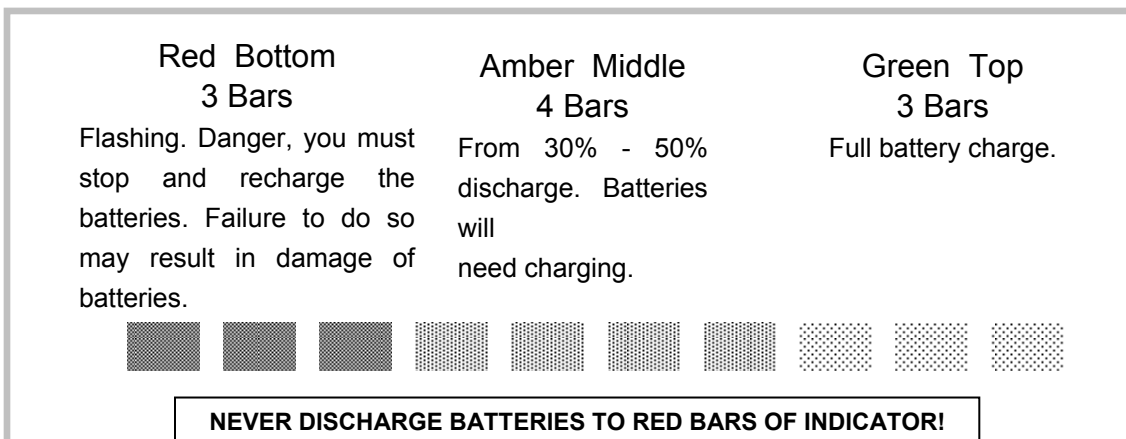 Red Bottom
3 Bars
Flashing. Danger, you must
stop and recharge the
batteries. Failure to do so
may result in damage of
batteries.
Amber Middle
4 Bars
From 30% - 50%
discharge. Batteries
will
need charging.
Green Top
3 Bars
Full battery charge.
NEVER DISCHARGE BATTERIES TO RED BARS OF INDICATOR!